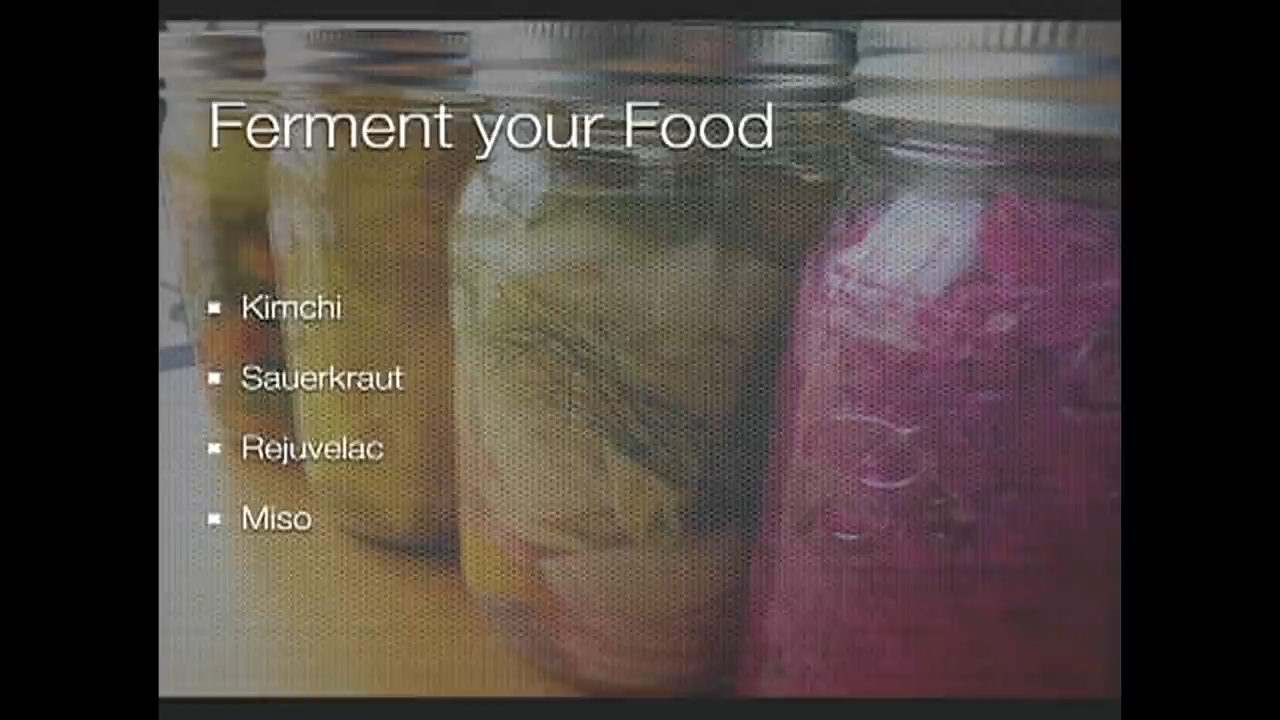 Ferment your Food
Kimchi
Sauerkraut
Rejuvelac
Miso